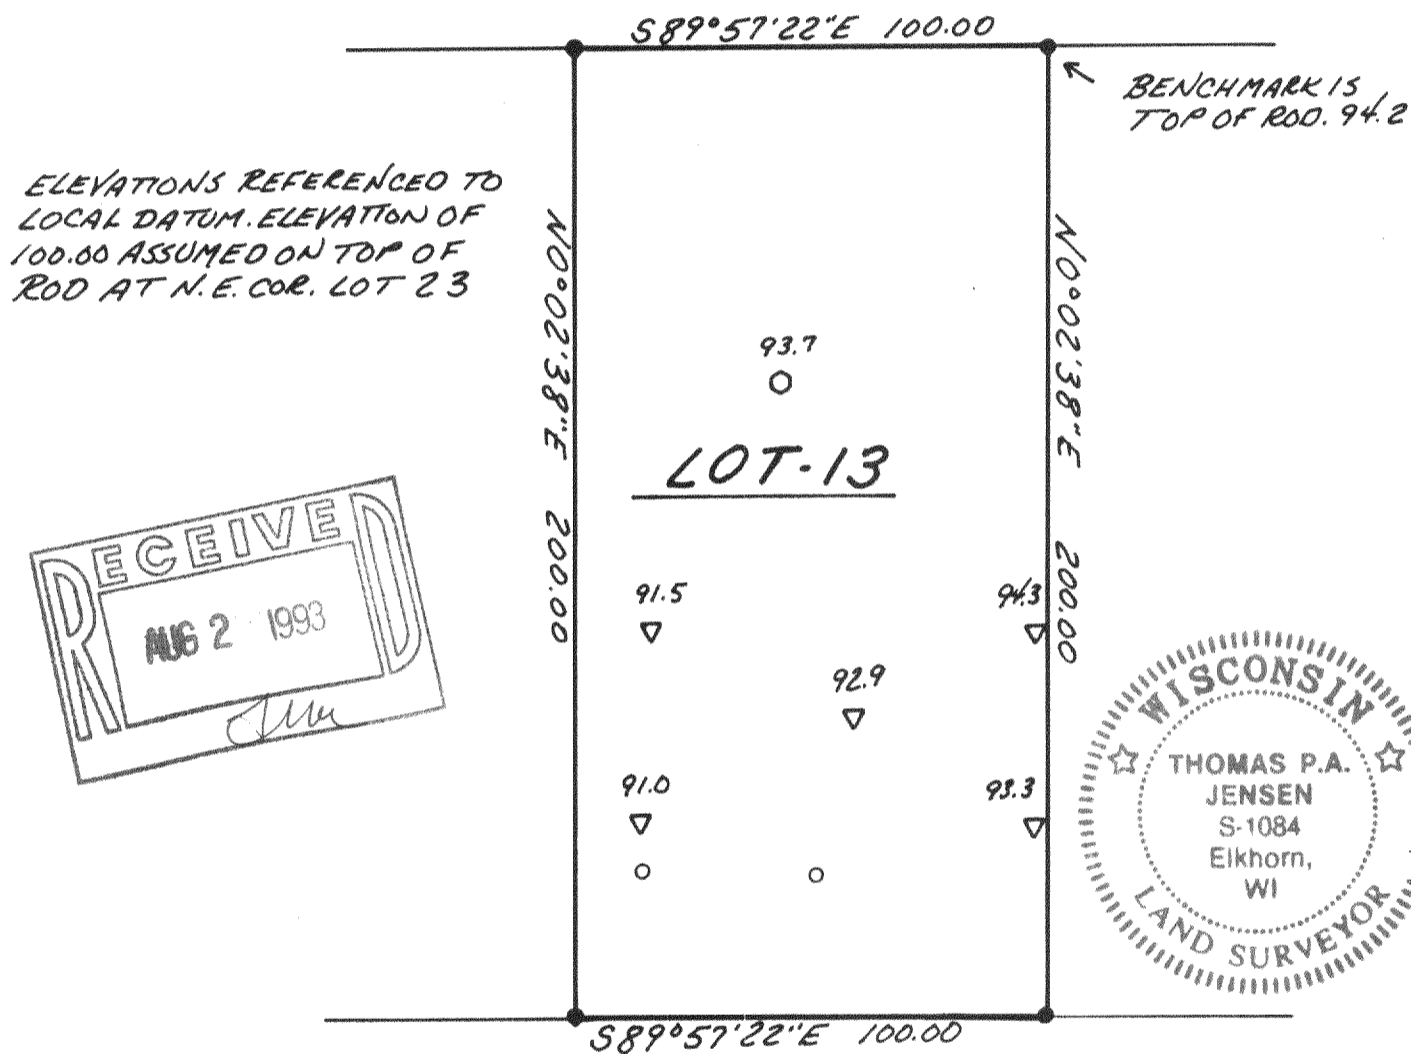 S89°57'22"E 100.00
BENCHMARK IS
TOP OF ROD. 94.2
ELEVATIONS REFERENCED TO
LOCAL DATUM. ELEVATION OF
100.00 ASSUMED ON TOP OF
ROD AT N.E. COR. LOT 23
N0°02'38"E 200.00
N0°02'38"E 200.00
93.7
LOT-13
RECEIVED
AUG 2 1993
91.5
94.3
92.9
91.0
93.3
WISCONSIN
THOMAS P.A.
JENSEN
S-1084
Elkhorn,
WI
LAND SURVEYOR
S89°57'22"E 100.00